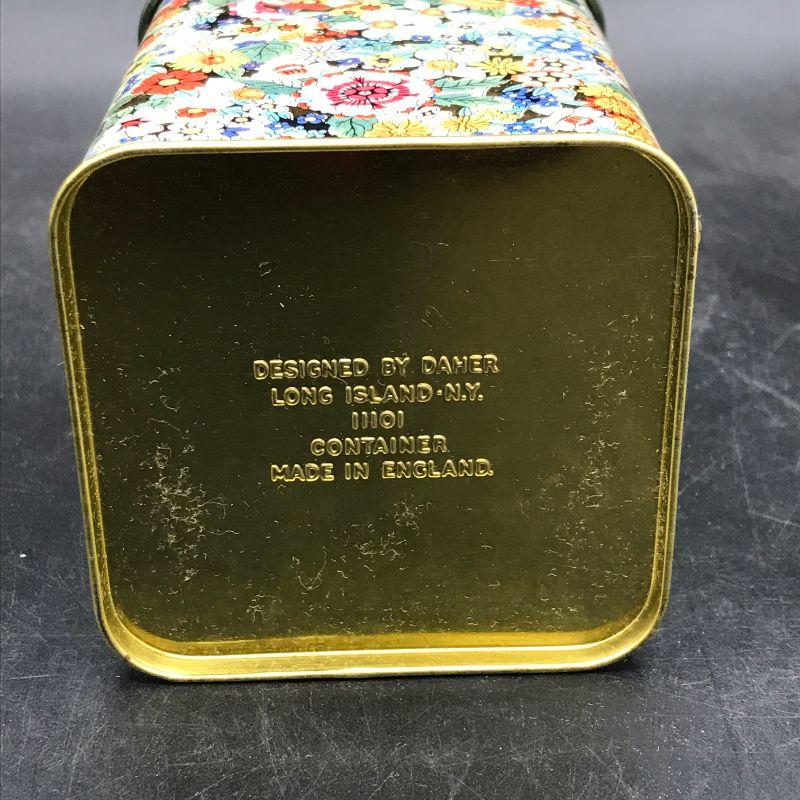 DESIGNED BY DAHER
LONG ISLAND·N.Y.
11101
CONTAINER
MADE IN ENGLAND.